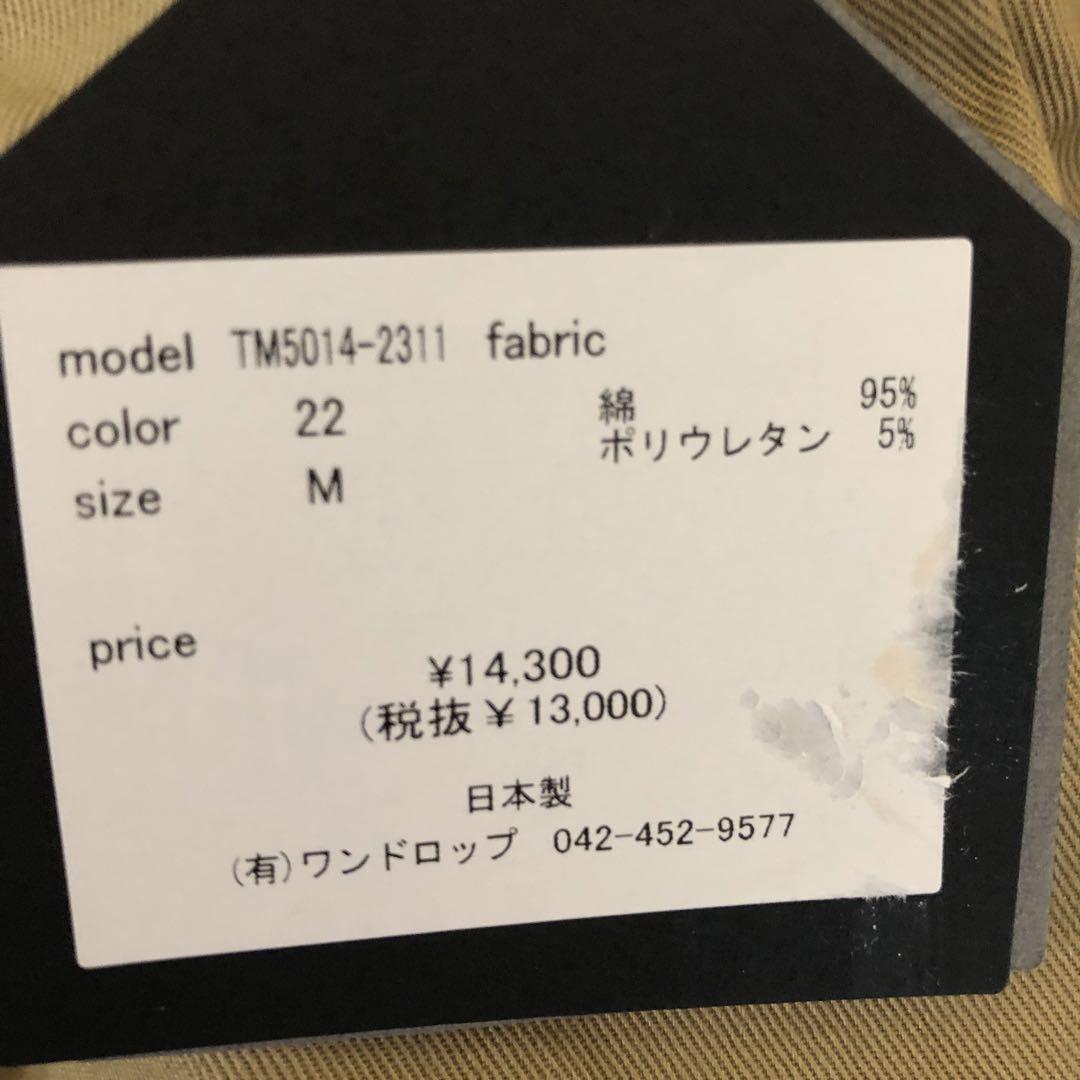 model TM5014-2311 fabric
color 22 綿 95%
ポリウレタン 5%
size M
price
¥14,300
(税抜¥13,000)
日本製
(有)ワンドロップ 042-452-9577